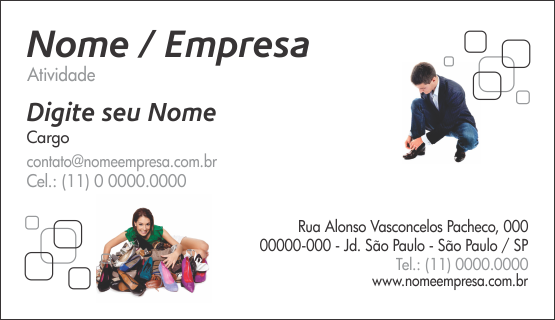 Nome / Empresa
Atividade
Digite seu Nome
Cargo
contato@nomeempresa.com.br
Cel.: (11) 0 0000.0000
Rua Alonso Vasconcelos Pacheco, 000
00000-000 - Jd. São Paulo - São Paulo / SP
Tel.: (11) 0000.0000
www.nomeempresa.com.br